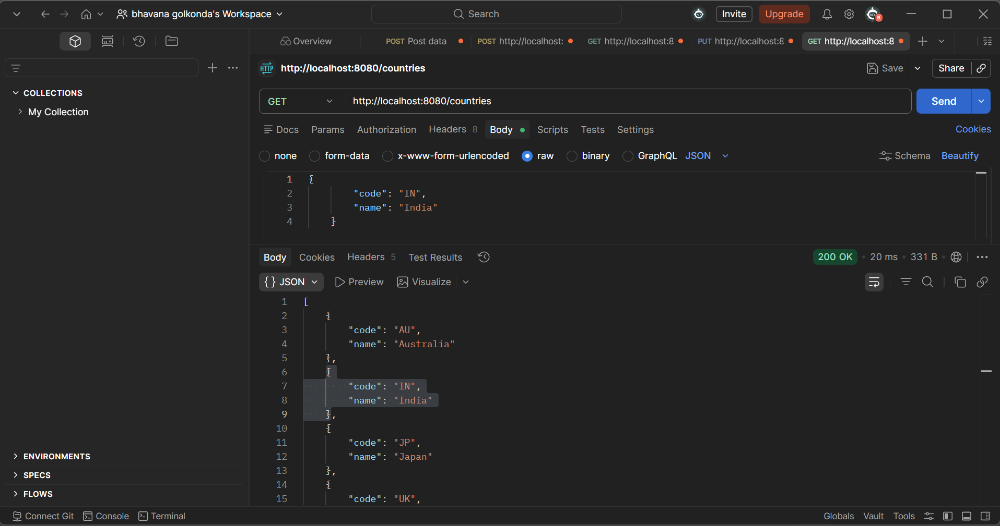 bhavana golkonda's Workspace
Search
Invite
Upgrade
B
Overview
POST Post data
POST http://localhost:
GET http://localhost:8
PUT http://localhost:8
GET http://localhost:8
HTTP http://localhost:8080/countries
Save
Share
COLLECTIONS
My Collection
GET http://localhost:8080/countries
Send
Docs Params Authorization Headers 8 Body Scripts Tests Settings
Cookies
none form-data x-www-form-urlencoded raw binary GraphQL JSON
Schema Beautify
1 {
2 "code": "IN",
3 "name": "India"
4 }
Body Cookies Headers 5 Test Results
200 OK • 20 ms • 331 B •
{} JSON Preview Visualize
1 [
2 {
3 "code": "AU",
4 "name": "Australia"
5 },
6 {
7 "code": "IN",
8 "name": "India"
9 },
10 {
11 "code": "JP",
12 "name": "Japan"
13 },
14 {
15 "code": "UK",
ENVIRONMENTS
SPECS
FLOWS
Connect Git Console Terminal
Globals Vault Tools